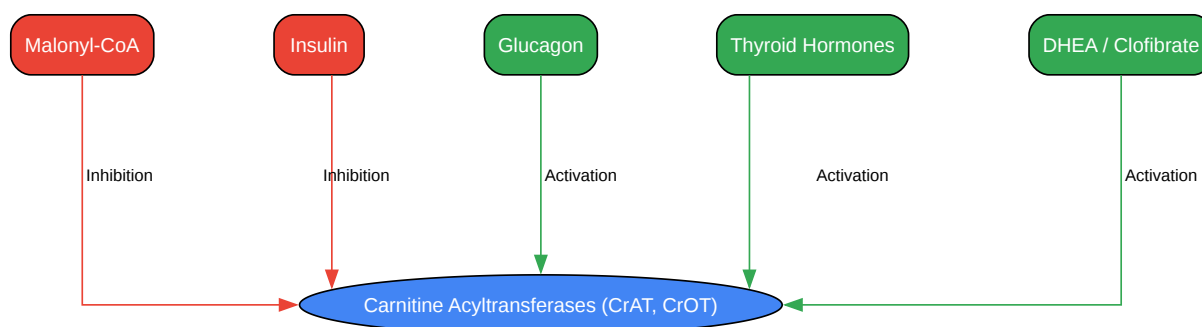 Malonyl-CoA
Insulin
Glucagon
Thyroid Hormones
DHEA / Clofibrate
Inhibition
Inhibition
Activation
Activation
Activation
Carnitine Acyltransferases (CrAT, CrOT)